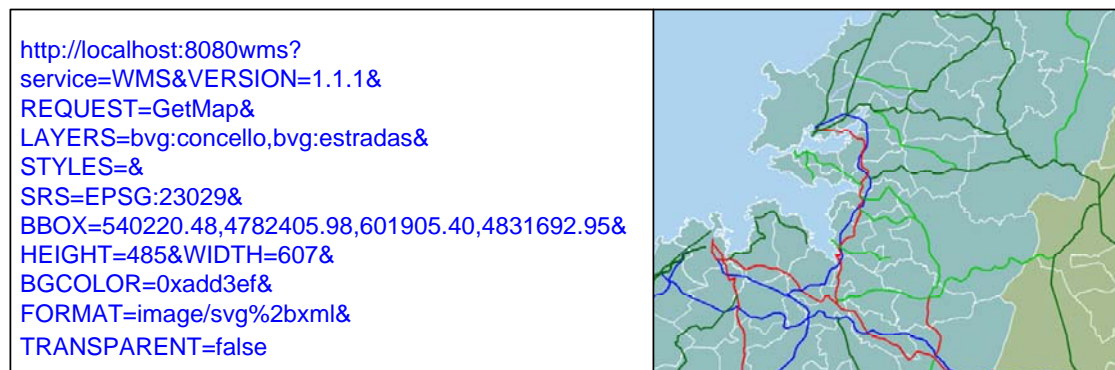 http://localhost:8080wms?
service=WMS&VERSION=1.1.1&
REQUEST=GetMap&
LAYERS=bvg:concello,bvg:estradas&
STYLES=&
SRS=EPSG:23029&
BBOX=540220.48,4782405.98,601905.40,4831692.95&
HEIGHT=485&WIDTH=607&
BGCOLOR=0xadd3ef&
FORMAT=image/svg%2bxml&
TRANSPARENT=false